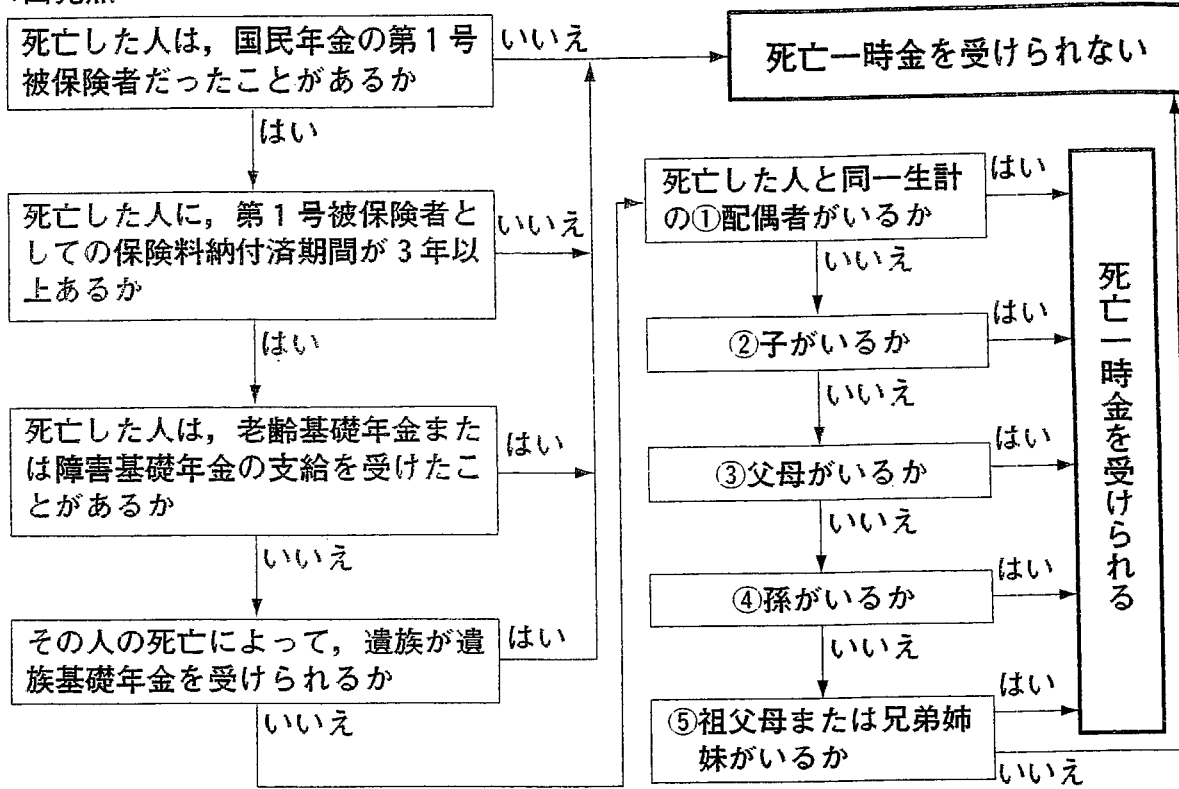 死亡した人は，国民年金の第1号
被保険者だったことがあるか
いいえ
死亡一時金を受けられない
はい
死亡した人に，第1号被保険者と
しての保険料納付済期間が3年以
上あるか
いいえ
はい
死亡した人は，老齢基礎年金また
は障害基礎年金の支給を受けたこ
とがあるか
はい
いいえ
その人の死亡によって，遺族が遺
族基礎年金を受けられるか
はい
いいえ
死亡した人と同一生計
の①配偶者がいるか
はい
いいえ
②子がいるか
はい
いいえ
③父母がいるか
はい
いいえ
④孫がいるか
はい
いいえ
⑤祖父母または兄弟姉
妹がいるか
はい
いいえ
死亡一時金を受けられる